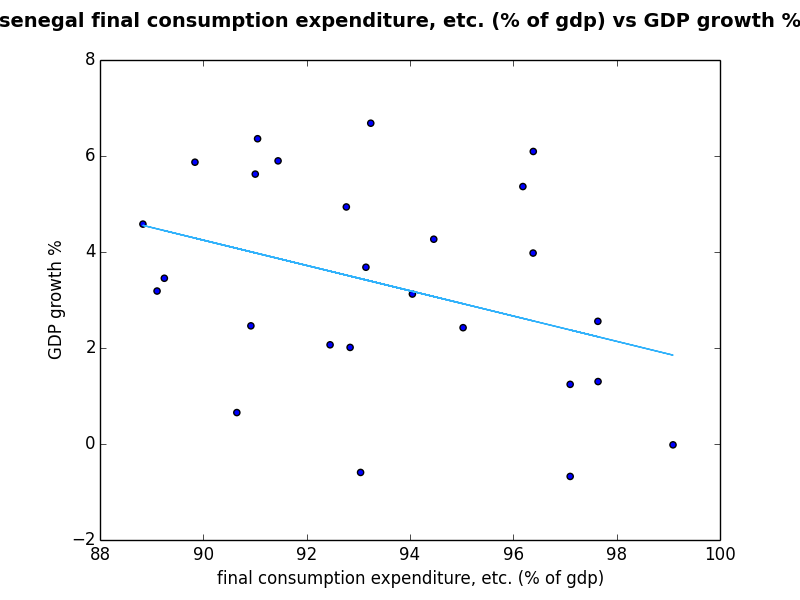 senegal final consumption expenditure, etc. (% of gdp) vs GDP growth %
8
6
4
2
0
−2
GDP growth %
88 90 92 94 96 98 100
final consumption expenditure, etc. (% of gdp)